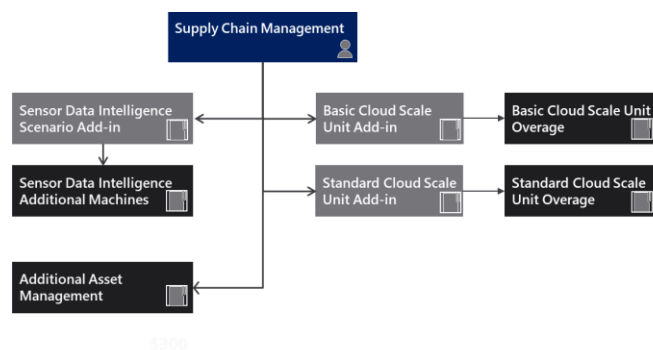 Supply Chain Management
Sensor Data Intelligence
Scenario Add-in
Basic Cloud Scale
Unit Add-in
Basic Cloud Scale Unit
Overage
Sensor Data Intelligence
Additional Machines
Standard Cloud Scale
Unit Add-in
Standard Cloud Scale
Unit Overage
Additional Asset
Management
$300